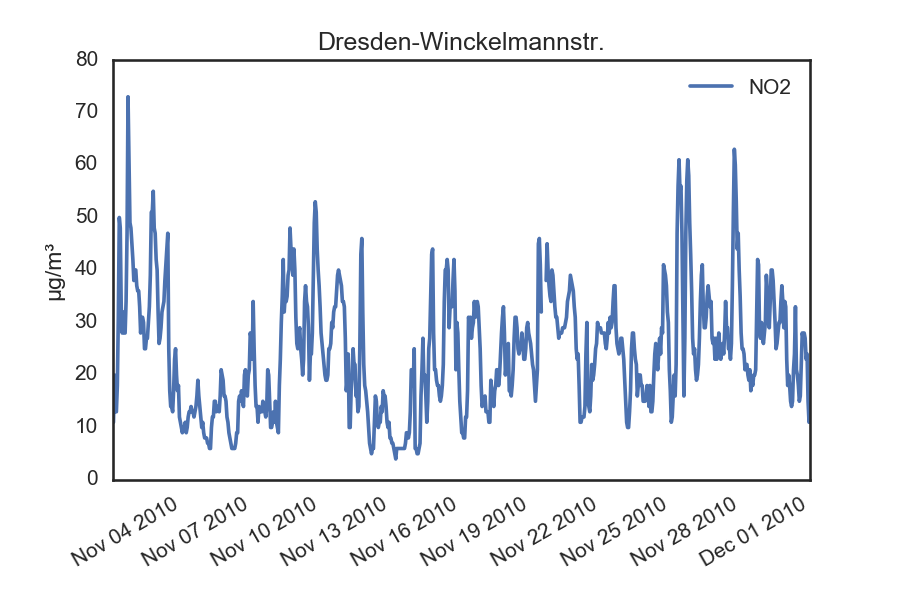 Dresden-Winckelmannstr.
80
70
60
50
40
30
20
10
0
µg/m³
NO2
Nov 04 2010
Nov 07 2010
Nov 10 2010
Nov 13 2010
Nov 16 2010
Nov 19 2010
Nov 22 2010
Nov 25 2010
Nov 28 2010
Dec 01 2010